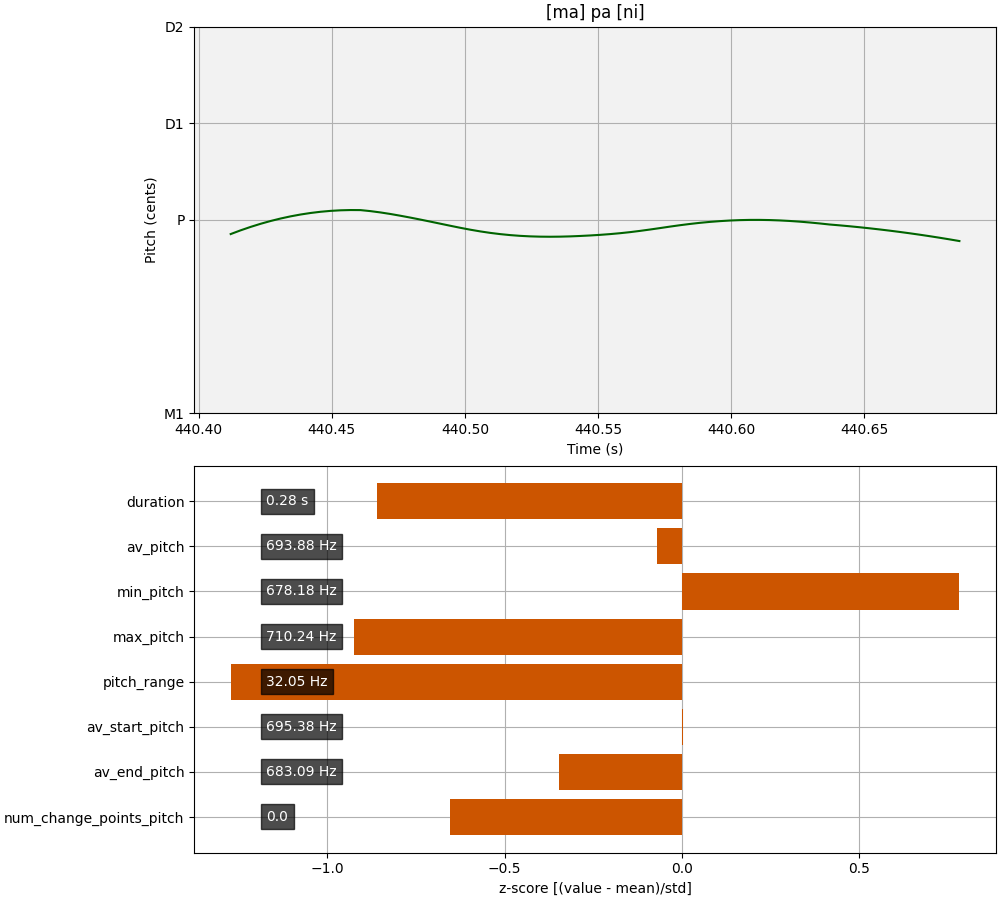 [ma] pa [ni]
D2
D1
P
M1
Pitch (cents)
440.40 440.45 440.50 440.55 440.60 440.65
Time (s)
duration 0.28 s
av_pitch 693.88 Hz
min_pitch 678.18 Hz
max_pitch 710.24 Hz
pitch_range 32.05 Hz
av_start_pitch 695.38 Hz
av_end_pitch 683.09 Hz
num_change_points_pitch 0.0
−1.0 −0.5 0.0 0.5
z-score [(value - mean)/std]